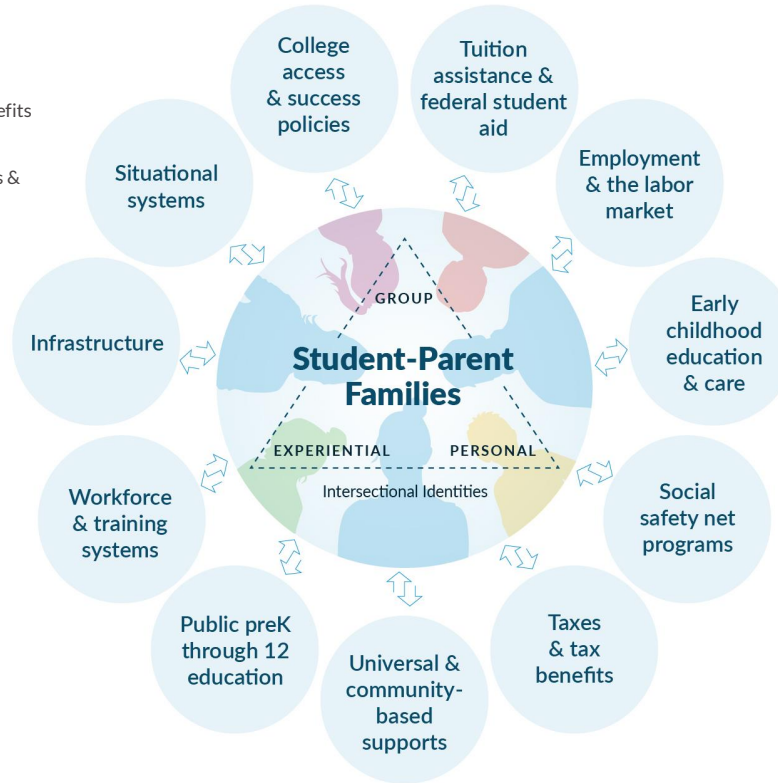 efits
s &
College
access
& success
policies
Tuition
assistance &
federal student
aid
Situational
systems
Employment
& the labor
market
Infrastructure
Early
childhood
education
& care
GROUP
Student-Parent
Families
EXPERIENTIAL
PERSONAL
Intersectional Identities
Workforce
& training
systems
Social
safety net
programs
Public preK
through 12
education
Universal &
community-
based
supports
Taxes
& tax
benefits